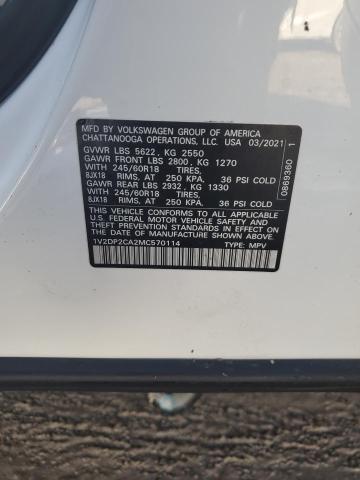 MFD BY VOLKSWAGEN GROUP OF AMERICA
CHATTANOOGA OPERATIONS, LLC. USA 03/2021
GVWR LBS 5622 , KG 2550
GAWR FRONT LBS 2800 , KG 1270
WITH 245/60R18 TIRES,
8JX18 RIMS, AT 250 KPA, 36 PSI COLD
GAWR REAR LBS 2932 , KG 1330
WITH 245/60R18 TIRES,
8JX18 RIMS, AT 250 KPA, 36 PSI COLD
THIS VEHICLE CONFORMS TO ALL APPLICABLE
U.S. FEDERAL MOTOR VEHICLE SAFETY AND
THEFT PREVENTION STANDARDS IN EFFECT ON THE
DATE OF MANUFACTURE SHOWN ABOVE.
1V2DP2CA2MC570114 TYPE: MPV
0889360 1